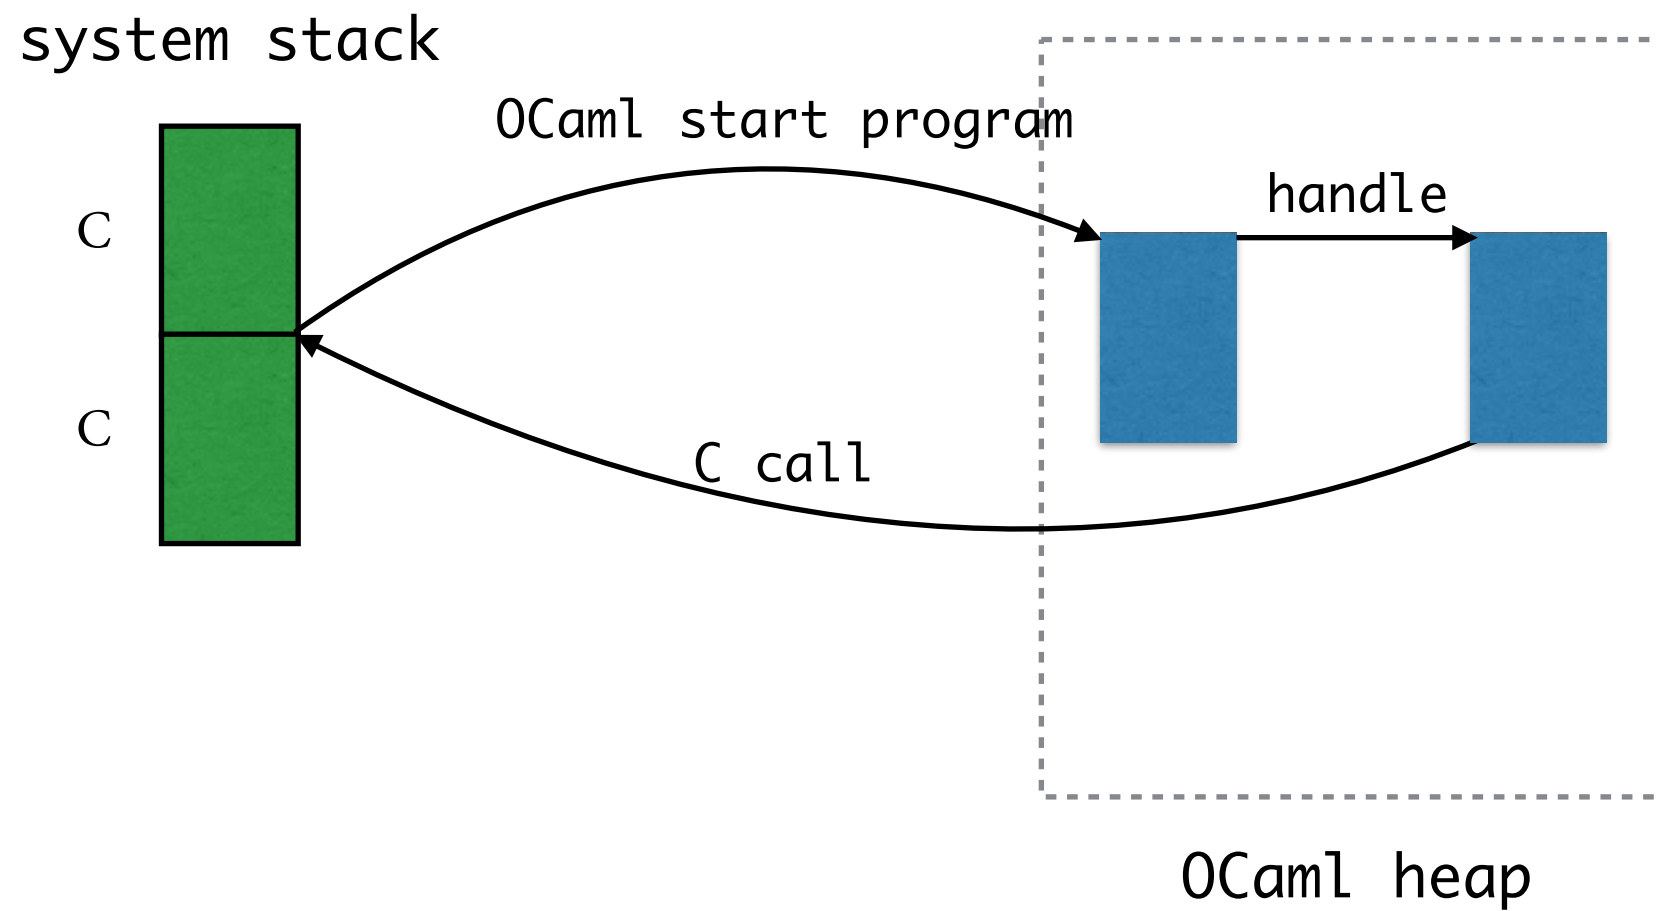 system stack
OCaml start program
handle
C
C
C call
OCaml heap